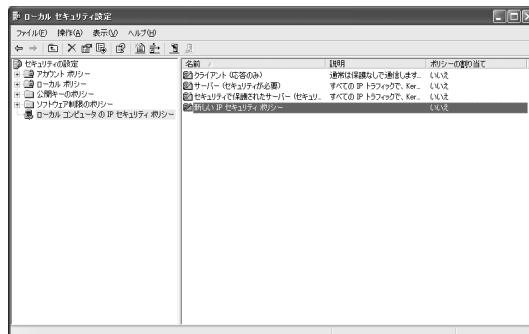 ローカル セキュリティ設定
ファイル(F) 操作(A) 表示(V) ヘルプ(H)
セキュリティの設定
アカウント ポリシー
ローカル ポリシー
公開キーのポリシー
ソフトウェア制限のポリシー
ローカル コンピュータ の IP セキュリティ ポリシー
名前 説明 ポリシーの割り当て
クライアント (応答のみ) 通常は保護なしで通信します... いいえ
サーバー (セキュリティが必要) すべての IP トラフィックで、Ker... いいえ
セキュリティで保護されたサーバー (セキュリ... すべての IP トラフィックで、Ker... いいえ
新しい IP セキュリティ ポリシー いいえ